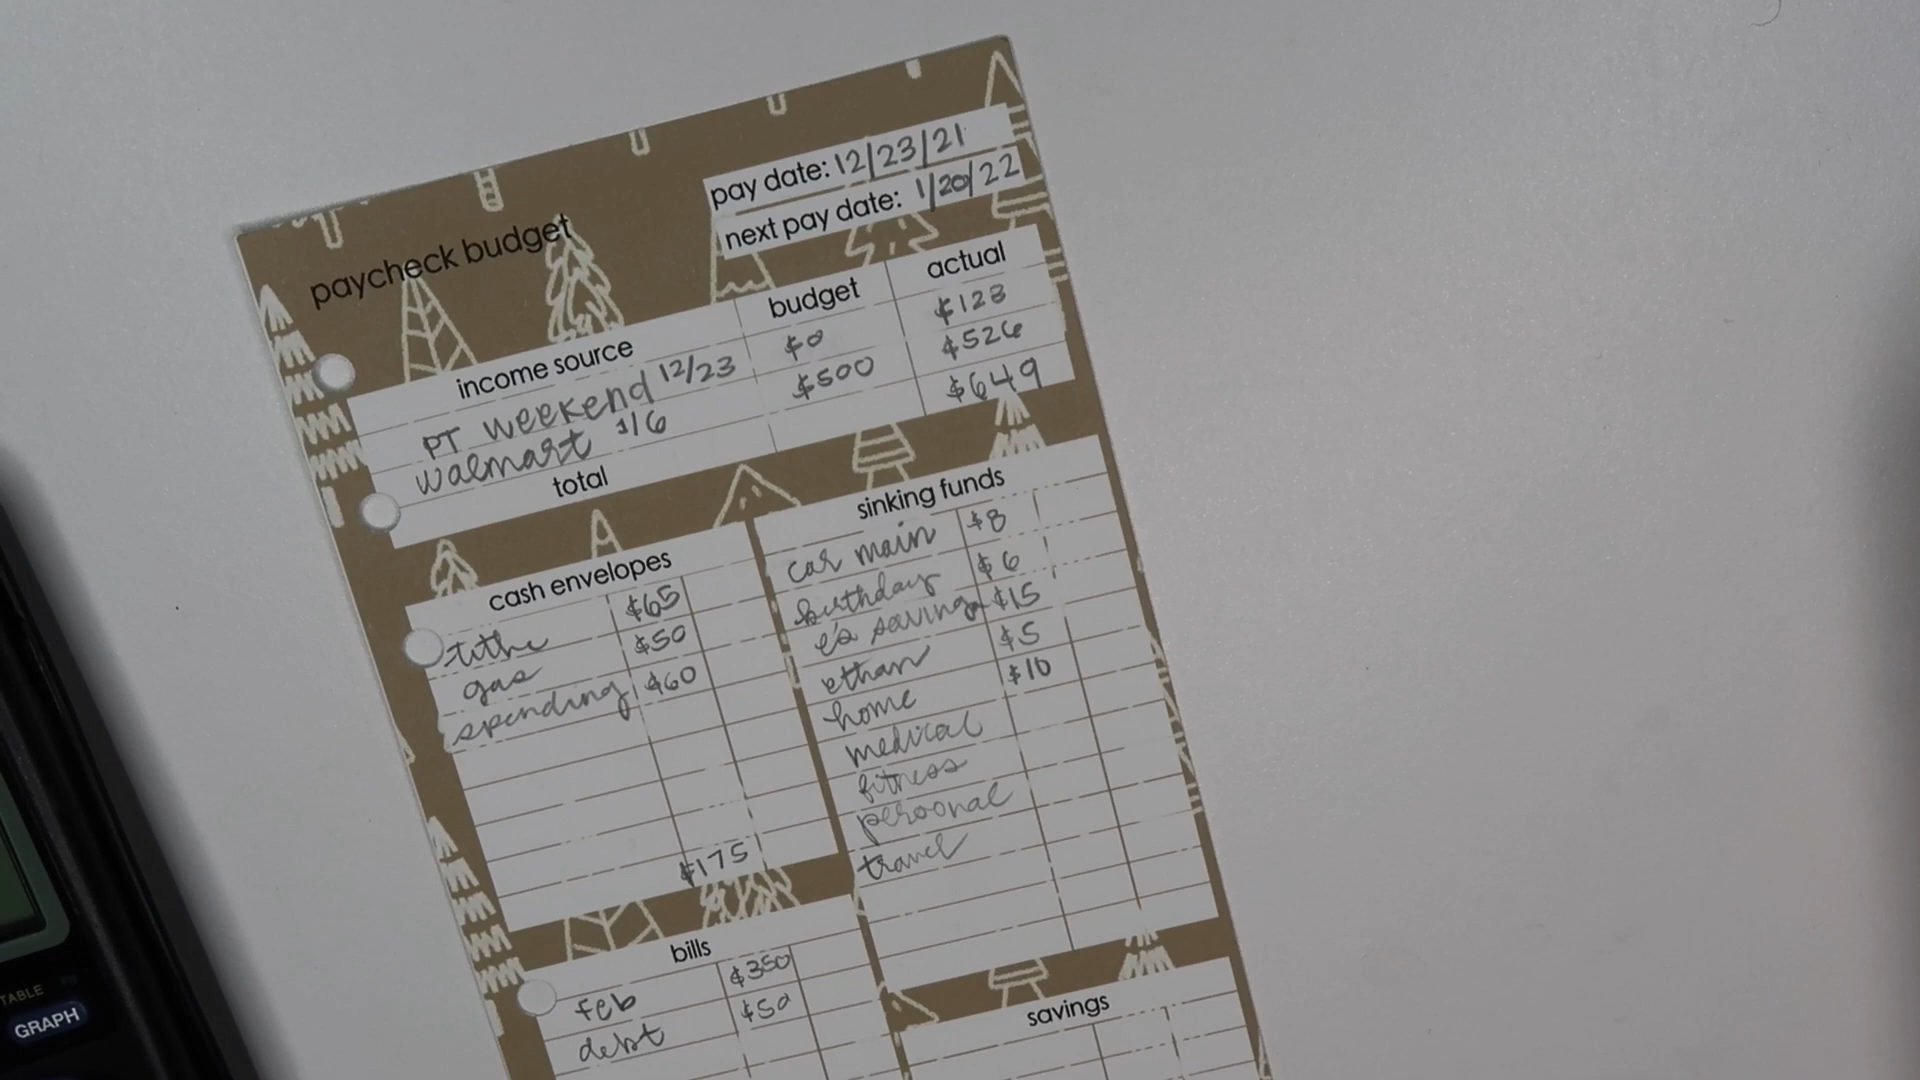 paycheck budget
pay date: 12/23/21
next pay date: 1/20/22
income source budget actual
PT weekend 12/23 $0 $123
walmart 1/6 $500 $526
total $649
cash envelopes
tithe $65
gas $50
spending $60
$175
sinking funds
car main $8
birthday $6
e's savings $15
ethan $5
home $10
medical
fitness
personal
travel
bills
feb $350
debt $50
savings
TABLE
GRAPH